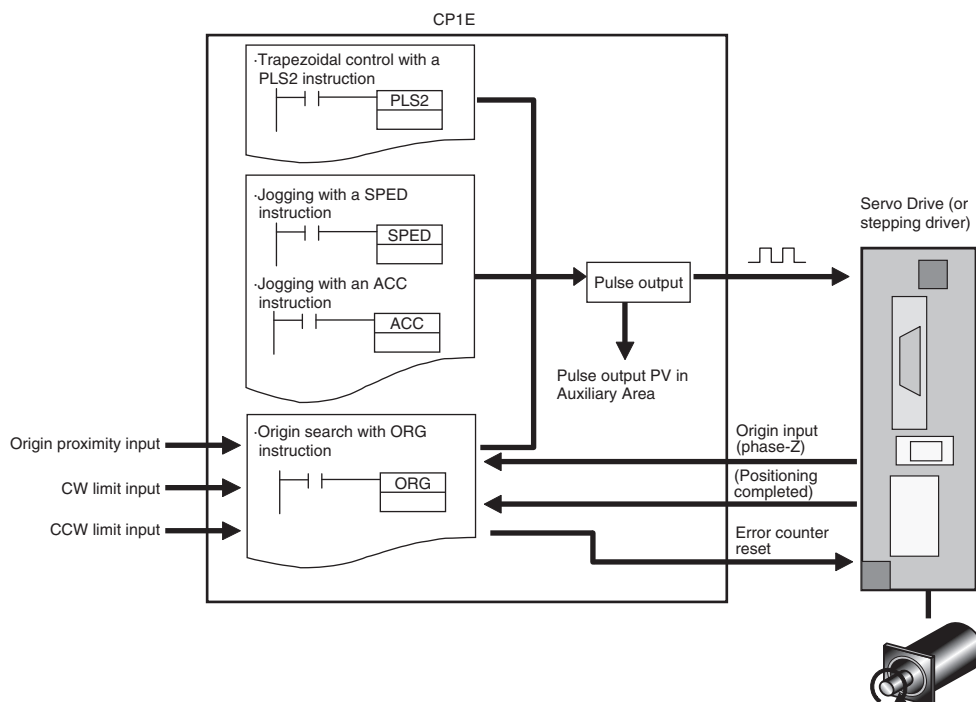 CP1E
·Trapezoidal control with a
PLS2 instruction
PLS2
·Jogging with a SPED
instruction
SPED
·Jogging with an ACC
instruction
ACC
Pulse output
Pulse output PV in
Auxiliary Area
Servo Drive (or
stepping driver)
Origin proximity input
CW limit input
CCW limit input
·Origin search with ORG
instruction
ORG
Origin input
(phase-Z)
(Positioning
completed)
Error counter
reset